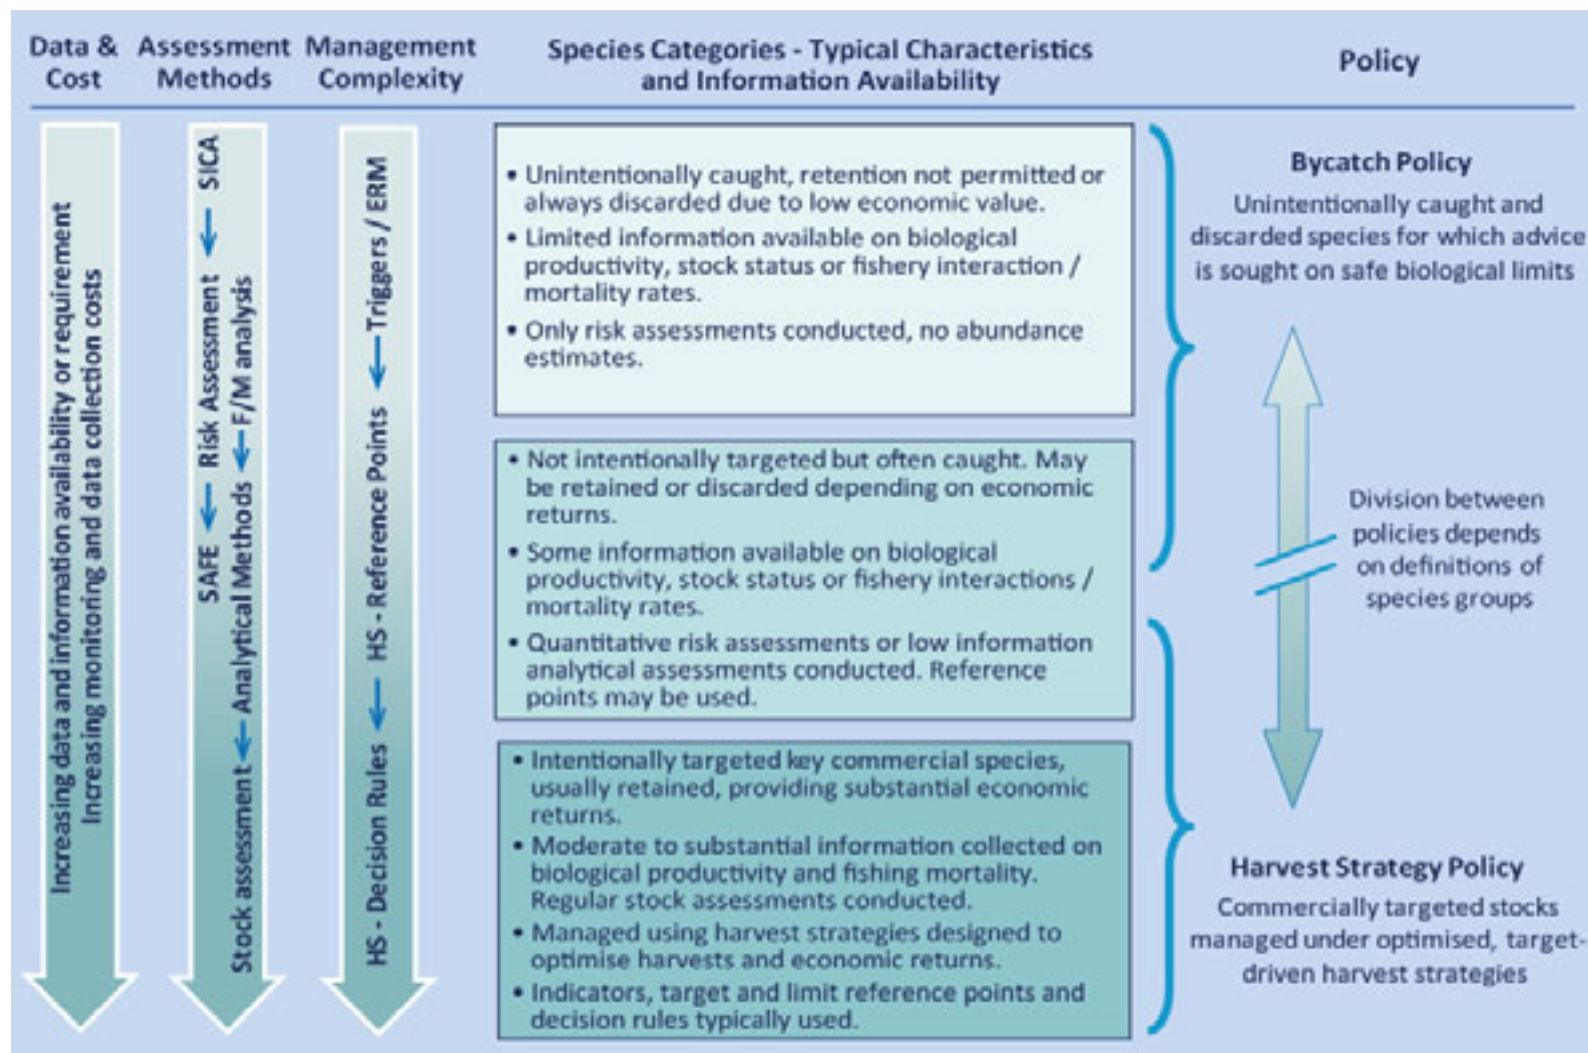 Data &
Cost
Assessment
Methods
Management
Complexity
Species Categories - Typical Characteristics
and Information Availability
Policy
Increasing data and information availability or requirement
Increasing monitoring and data collection costs
SICA
Risk Assessment
SAFE
F/M analysis
Analytical Methods
Stock assessment
Triggers / ERM
HS - Reference Points
HS - Decision Rules
• Unintentionally caught, retention not permitted or
always discarded due to low economic value.
• Limited information available on biological
productivity, stock status or fishery interaction /
mortality rates.
• Only risk assessments conducted, no abundance
estimates.
• Not intentionally targeted but often caught. May
be retained or discarded depending on economic
returns.
• Some information available on biological
productivity, stock status or fishery interactions /
mortality rates.
• Quantitative risk assessments or low information
analytical assessments conducted. Reference
points may be used.
• Intentionally targeted key commercial species,
usually retained, providing substantial economic
returns.
• Moderate to substantial information collected on
biological productivity and fishing mortality.
Regular stock assessments conducted.
• Managed using harvest strategies designed to
optimise harvests and economic returns.
• Indicators, target and limit reference points and
decision rules typically used.
Bycatch Policy
Unintentionally caught and
discarded species for which advice
is sought on safe biological limits
Division between
policies depends
on definitions of
species groups
Harvest Strategy Policy
Commercially targeted stocks
managed under optimised, target-
driven harvest strategies